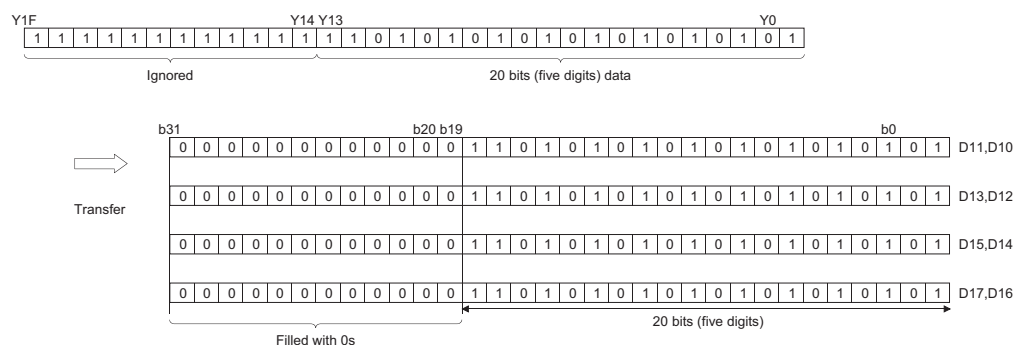 Y1F Y14 Y13 Y0
1 1 1 1 1 1 1 1 1 1 1 1 1 1 0 1 0 1 0 1 0 1 0 1 0 1 0 1 0 1 0 1
Ignored 20 bits (five digits) data
b31 b20 b19 b0
0 0 0 0 0 0 0 0 0 0 0 0 1 1 0 1 0 1 0 1 0 1 0 1 0 1 0 1 0 1 0 1 D11,D10
0 0 0 0 0 0 0 0 0 0 0 0 1 1 0 1 0 1 0 1 0 1 0 1 0 1 0 1 0 1 0 1 D13,D12
Transfer
0 0 0 0 0 0 0 0 0 0 0 0 1 1 0 1 0 1 0 1 0 1 0 1 0 1 0 1 0 1 0 1 D15,D14
0 0 0 0 0 0 0 0 0 0 0 0 1 1 0 1 0 1 0 1 0 1 0 1 0 1 0 1 0 1 0 1 D17,D16
20 bits (five digits)
Filled with 0s